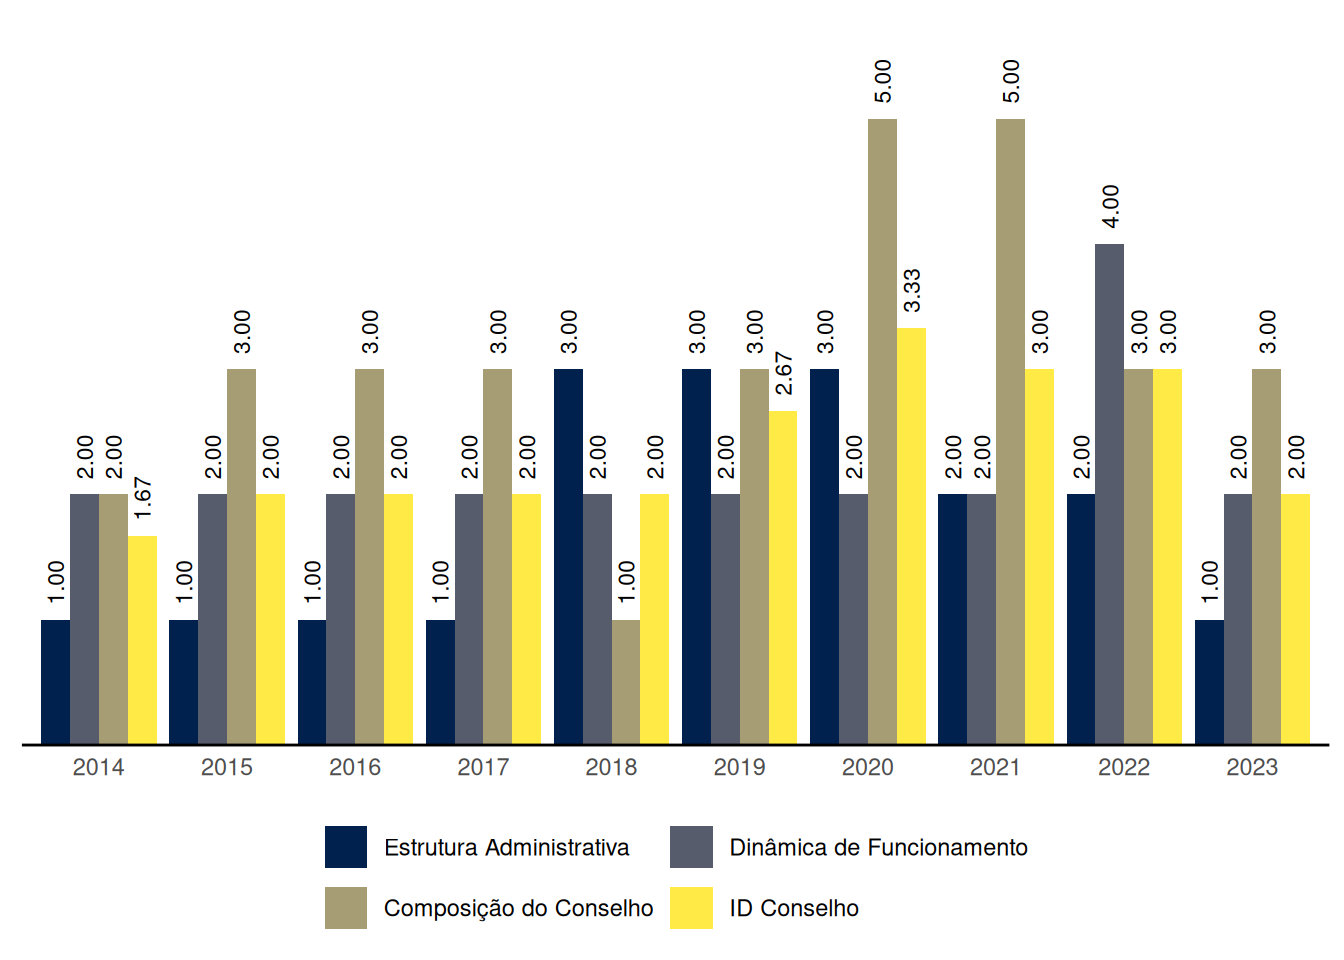 1.00 2.00 2.00 1.67 1.00 2.00 3.00 2.00 1.00 2.00 3.00 2.00 1.00 2.00 3.00 2.00 3.00 2.00 1.00 2.00 3.00 2.00 3.00 2.67 3.00 2.00 5.00 3.33 2.00 2.00 5.00 3.00 2.00 4.00 3.00 3.00 1.00 2.00 3.00 2.00
2014 2015 2016 2017 2018 2019 2020 2021 2022 2023
Estrutura Administrativa Dinâmica de Funcionamento
Composição do Conselho ID Conselho